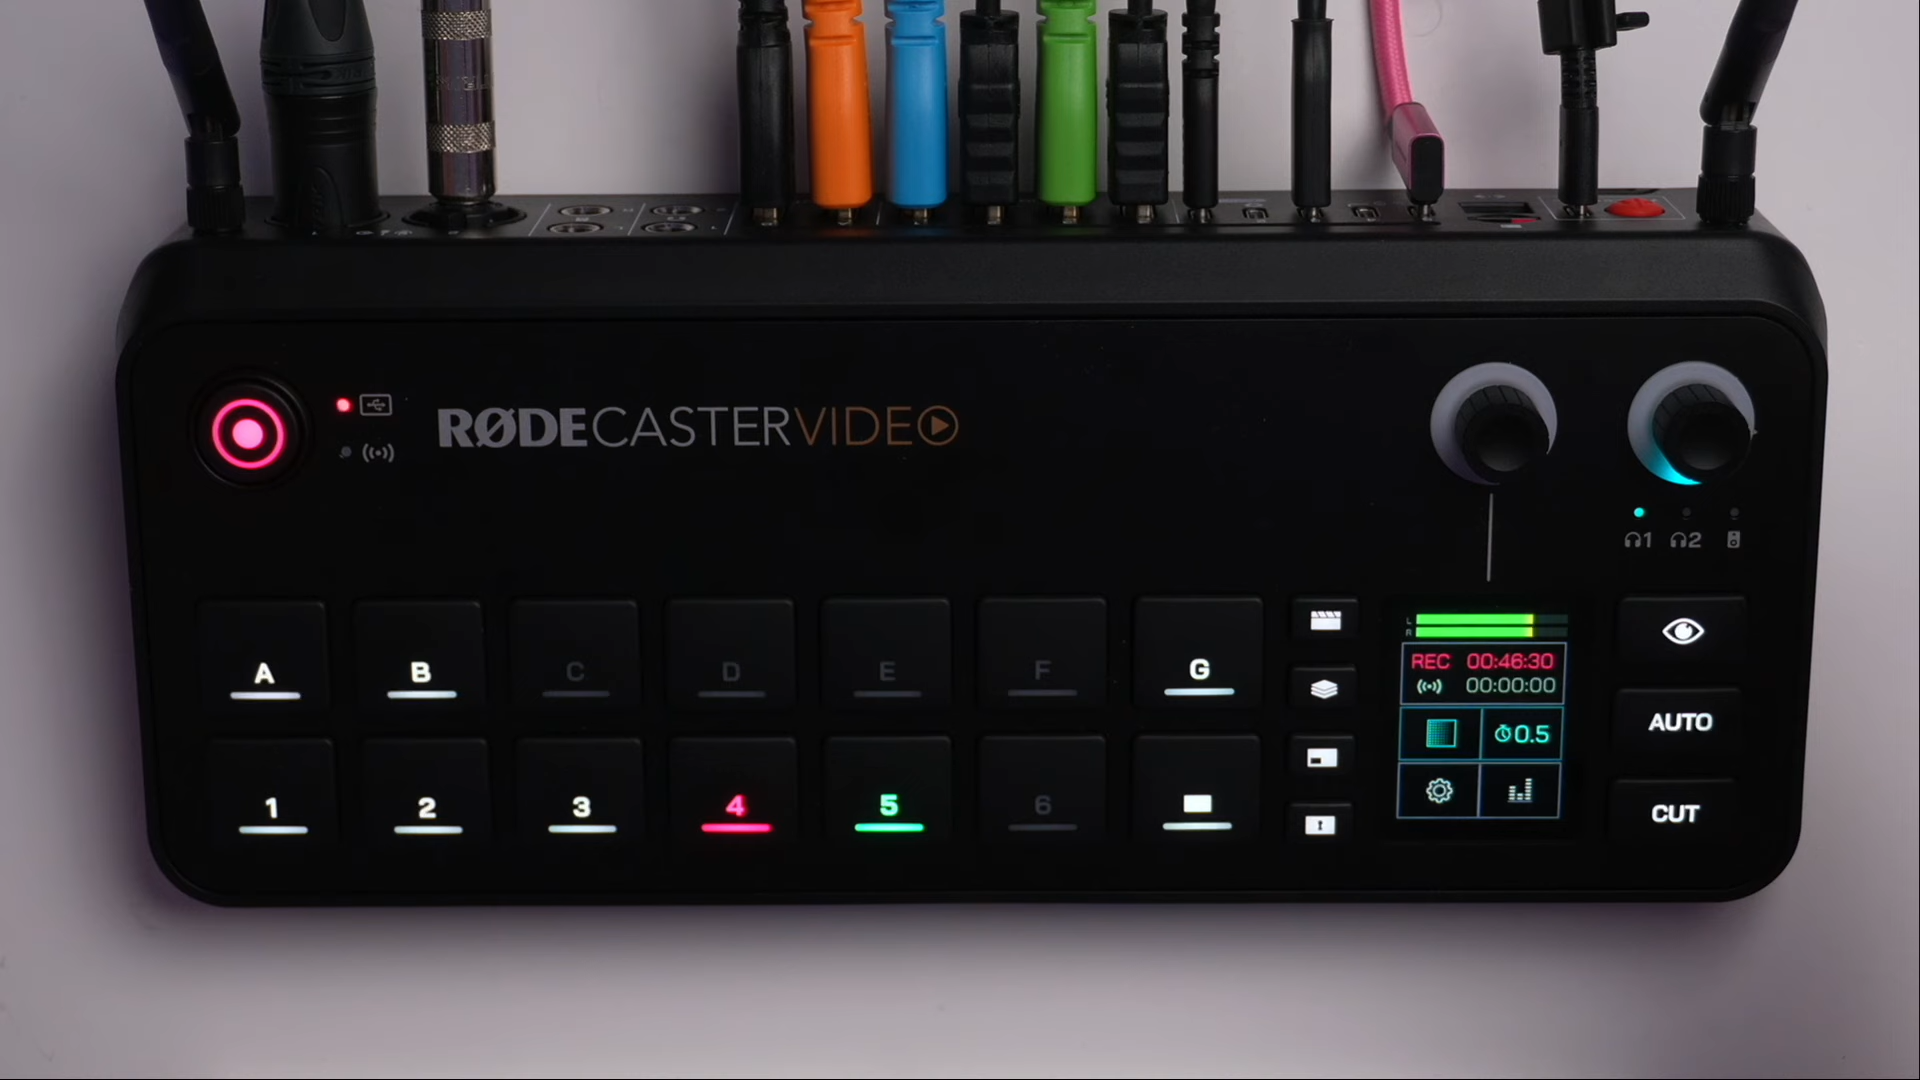 RØDECASTERVIDEO
1 2
A B C D E F G
1 2 3 4 5 6
L
R
REC 00:46:30
00:00:00
0.5
AUTO
CUT